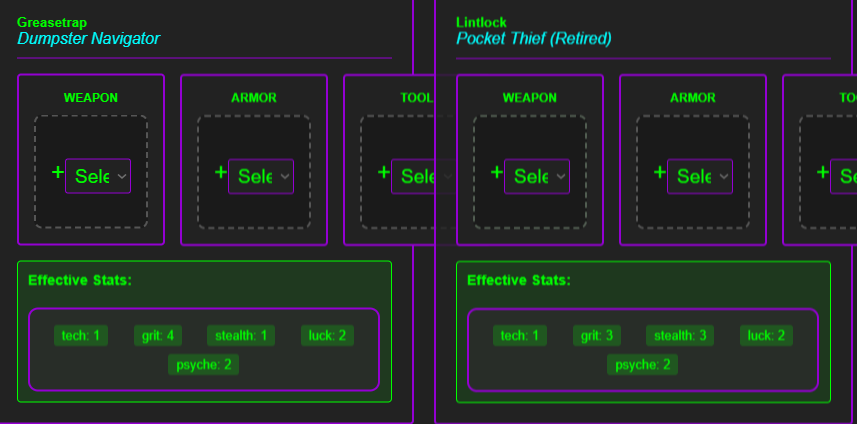 Greasetrap
Dumpster Navigator
WEAPON
ARMOR
TOOL
+ Sele
+ Sele
+ Sele
Effective Stats:
tech: 1
grit: 4
stealth: 1
luck: 2
psyche: 2
Lintlock
Pocket Thief (Retired)
WEAPON
ARMOR
TO
+ Sele
+ Sele
+ Se
Effective Stats:
tech: 1
grit: 3
stealth: 3
luck: 2
psyche: 2